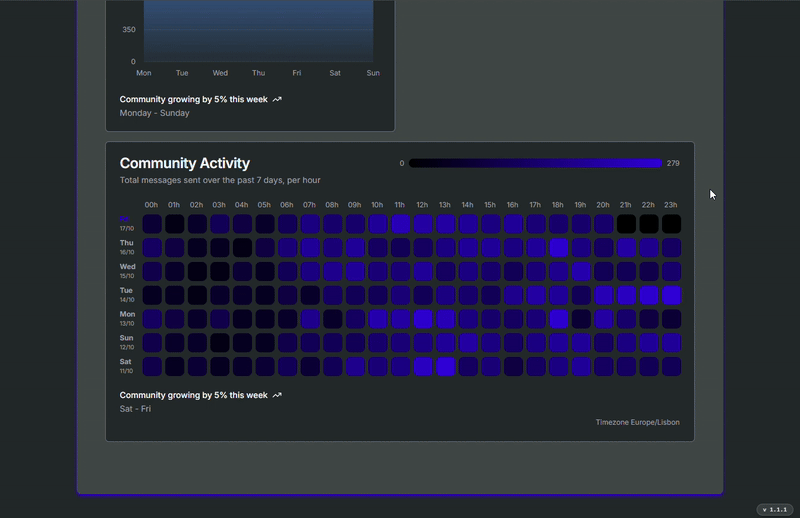 350
0
Mon Tue Wed Thu Fri Sat Sun
Community growing by 5% this week
Monday - Sunday
Community Activity
0 279
Total messages sent over the past 7 days, per hour
00h 01h 02h 03h 04h 05h 06h 07h 08h 09h 10h 11h 12h 13h 14h 15h 16h 17h 18h 19h 20h 21h 22h 23h
Fri
17/10
Thu
16/10
Wed
15/10
Tue
14/10
Mon
13/10
Sun
12/10
Sat
11/10
Community growing by 5% this week
Sat - Fri
Timezone Europe/Lisbon
v 1.1.1